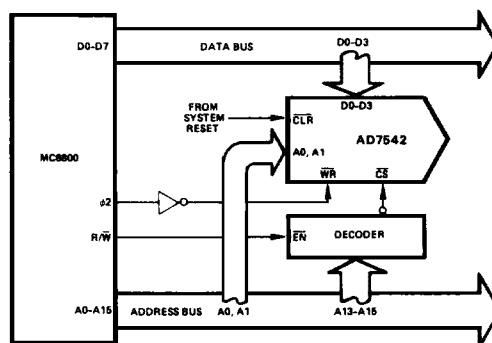 D0-D7
DATA BUS
D0-D3
D0-D3
FROM
SYSTEM
RESET
CLR
AD7542
A0, A1
MC6800
WR
CS
ϕ2
R/W
EN
DECODER
A0-A15
ADDRESS BUS
A0, A1
A13-A15